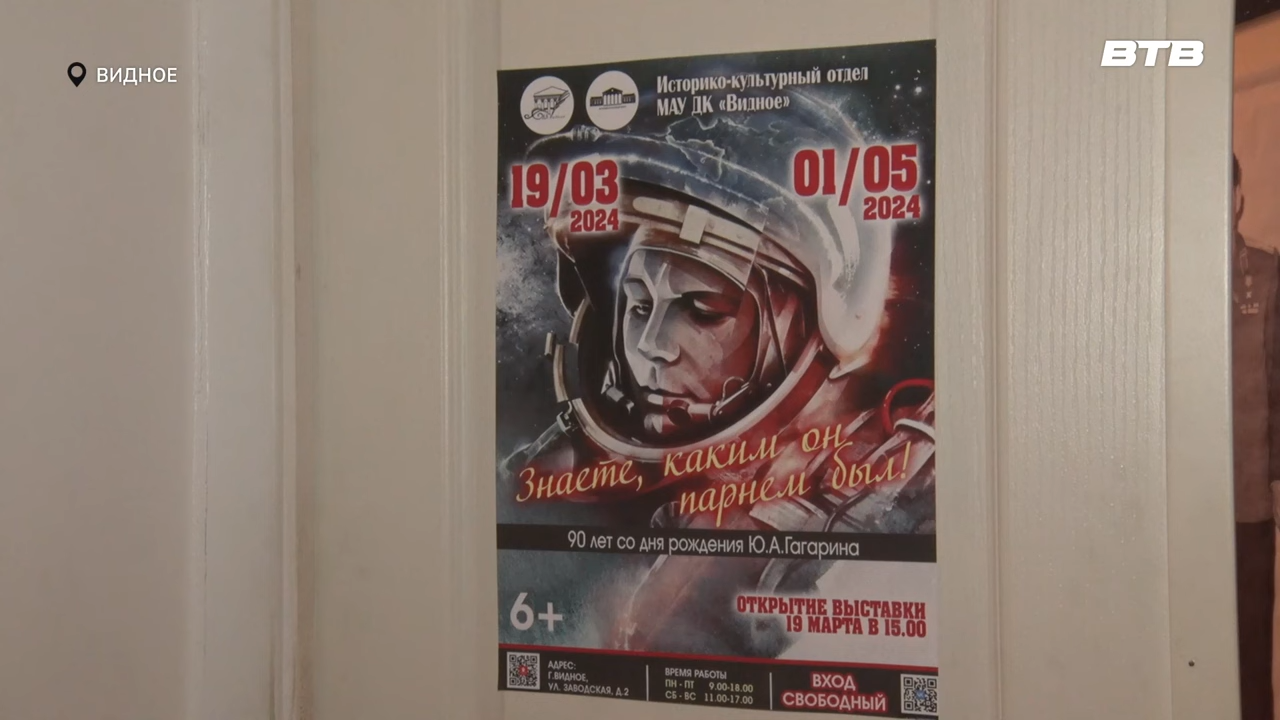 ВИДНОЕ
ВТВ
Историко-культурный отдел
МАУ ДК «Видное»
19/03
2024
01/05
2024
Знаете, каким он
парнем был!
90 лет со дня рождения Ю.А.Гагарина
6+
ОТКРЫТИЕ ВЫСТАВКИ
19 МАРТА В 15.00
АДРЕС:
Г.ВИДНОЕ,
УЛ. ЗАВОДСКАЯ, Д.2
ВРЕМЯ РАБОТЫ
ПН - ПТ 9.00-18.00
СБ - ВС 11.00-17.00
ВХОД
СВОБОДНЫЙ